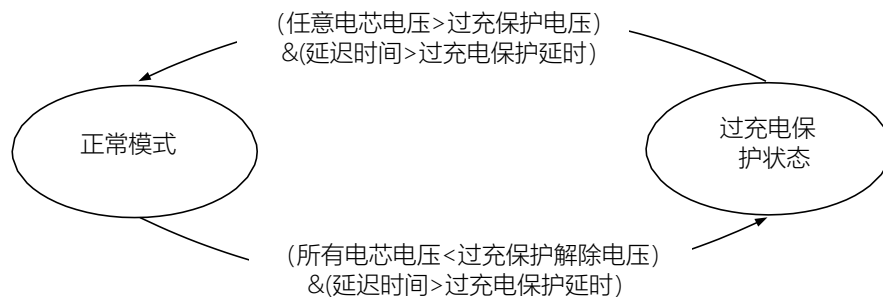 (任意电芯电压>过充保护电压)
&(延迟时间>过充电保护延时)
正常模式
过充电保
护状态
(所有电芯电压<过充保护解除电压)
&(延迟时间>过充电保护延时)